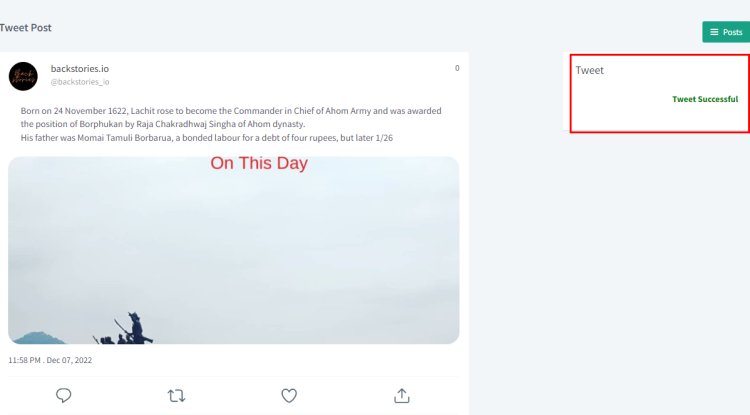 Tweet Post
Posts
Back
stories
backstories.io
@backstories_io
0
Born on 24 November 1622, Lachit rose to become the Commander in Chief of Ahom Army and was awarded
the position of Borphukan by Raja Chakradhwaj Singha of Ahom dynasty.
His father was Momai Tamuli Borbarua, a bonded labour for a debt of four rupees, but later 1/26
On This Day
11:58 PM . Dec 07, 2022
Tweet
Tweet Successful